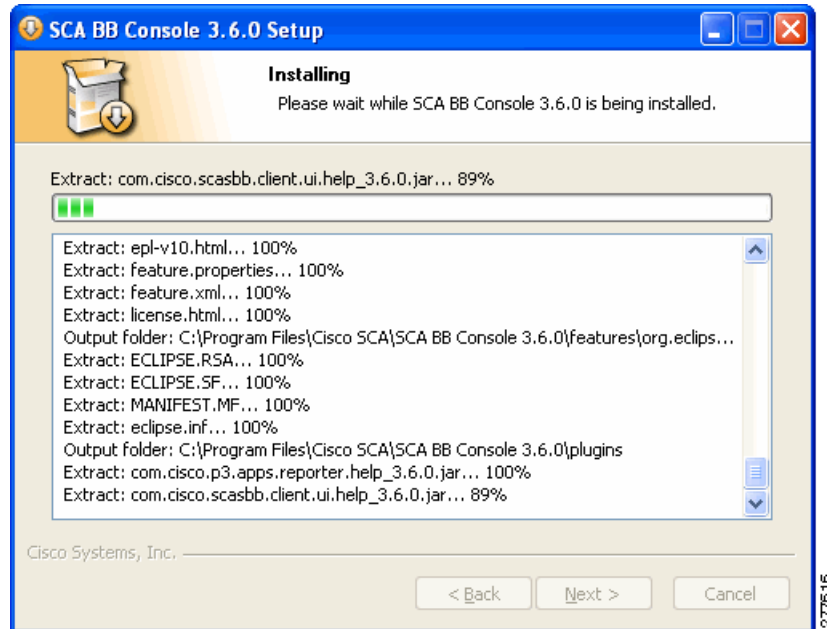 SCA BB Console 3.6.0 Setup
Installing
Please wait while SCA BB Console 3.6.0 is being installed.
Extract: com.cisco.scasbb.client.ui.help_3.6.0.jar... 89%
Extract: epl-v10.html... 100%
Extract: feature.properties... 100%
Extract: feature.xml... 100%
Extract: license.html... 100%
Output folder: C:\Program Files\Cisco SCA\SCA BB Console 3.6.0\features\org.eclips...
Extract: ECLIPSE.RSA... 100%
Extract: ECLIPSE.SF... 100%
Extract: MANIFEST.MF... 100%
Extract: eclipse.inf... 100%
Output folder: C:\Program Files\Cisco SCA\SCA BB Console 3.6.0\plugins
Extract: com.cisco.p3.apps.reporter.help_3.6.0.jar... 100%
Extract: com.cisco.scasbb.client.ui.help_3.6.0.jar... 89%
Cisco Systems, Inc.
< Back
Next >
Cancel